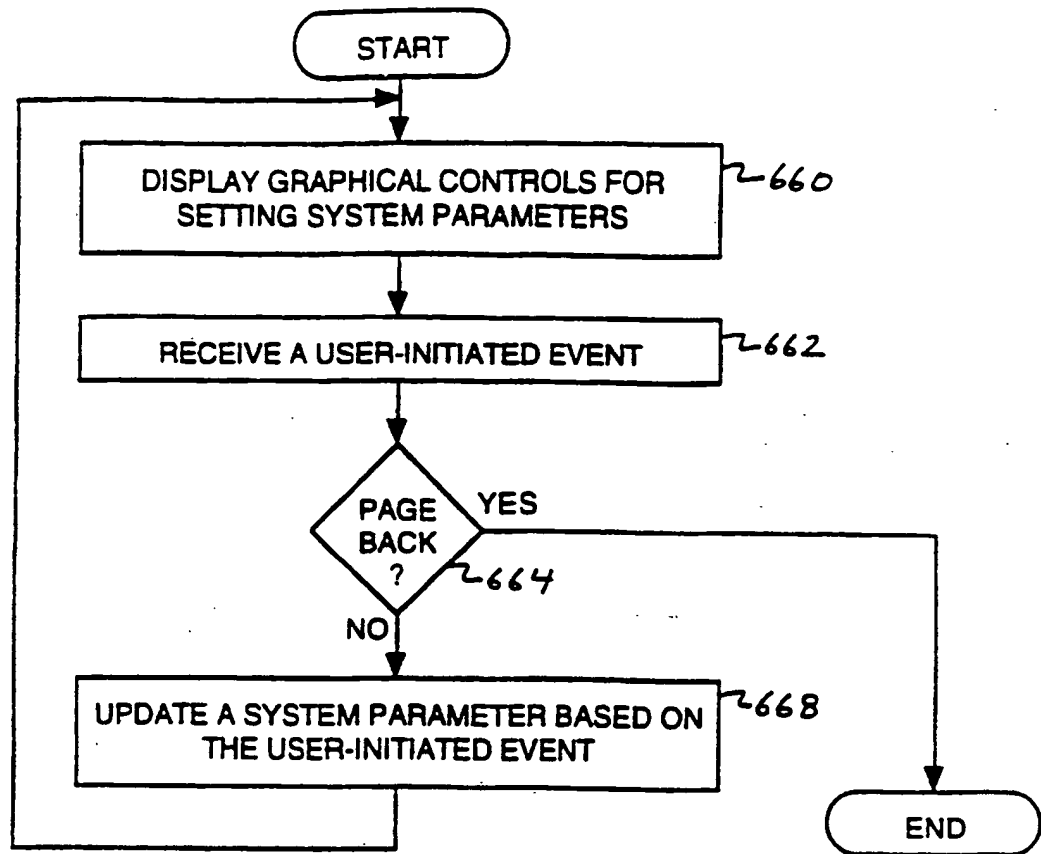 START
DISPLAY GRAPHICAL CONTROLS FOR
SETTING SYSTEM PARAMETERS
660
RECEIVE A USER-INITIATED EVENT
662
PAGE
BACK
?
YES
664
NO
UPDATE A SYSTEM PARAMETER BASED ON
THE USER-INITIATED EVENT
668
END